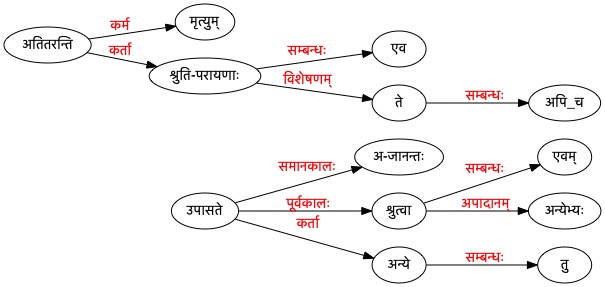 कर्म
मृत्युम्
अतितरन्ति
कर्ता
सम्बन्धः
एव
श्रुति-परायणाः
विशेषणम्
ते
सम्बन्धः
अपि_च
समानकालः
अ-जानन्तः
सम्बन्धः
एवम्
उपासते
पूर्वकालः
श्रुत्वा
अपादानम्
अन्येभ्यः
कर्ता
अन्ये
सम्बन्धः
तु